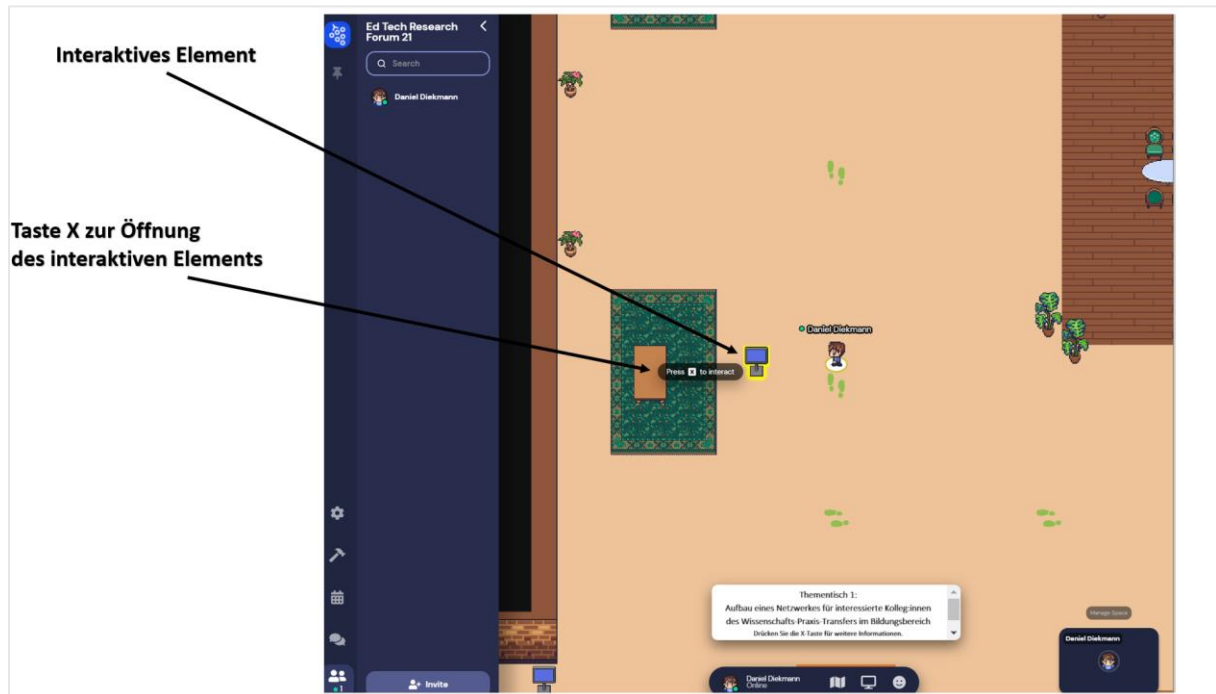 Interaktives Element
Taste X zur Öffnung
des interaktiven Elements
Ed Tech Research
Forum 21
Search
Daniel Diekmann
Daniel Diekmann
Press X to interact
Thementisch 1:
Aufbau eines Netzwerkes für interessierte Kolleg:innen
des Wissenschafts-Praxis-Transfers im Bildungsbereich
Drücken Sie die X-Taste für weitere Informationen.
Manage Space
Daniel Diekmann
Invite
Daniel Diekmann
Online
1